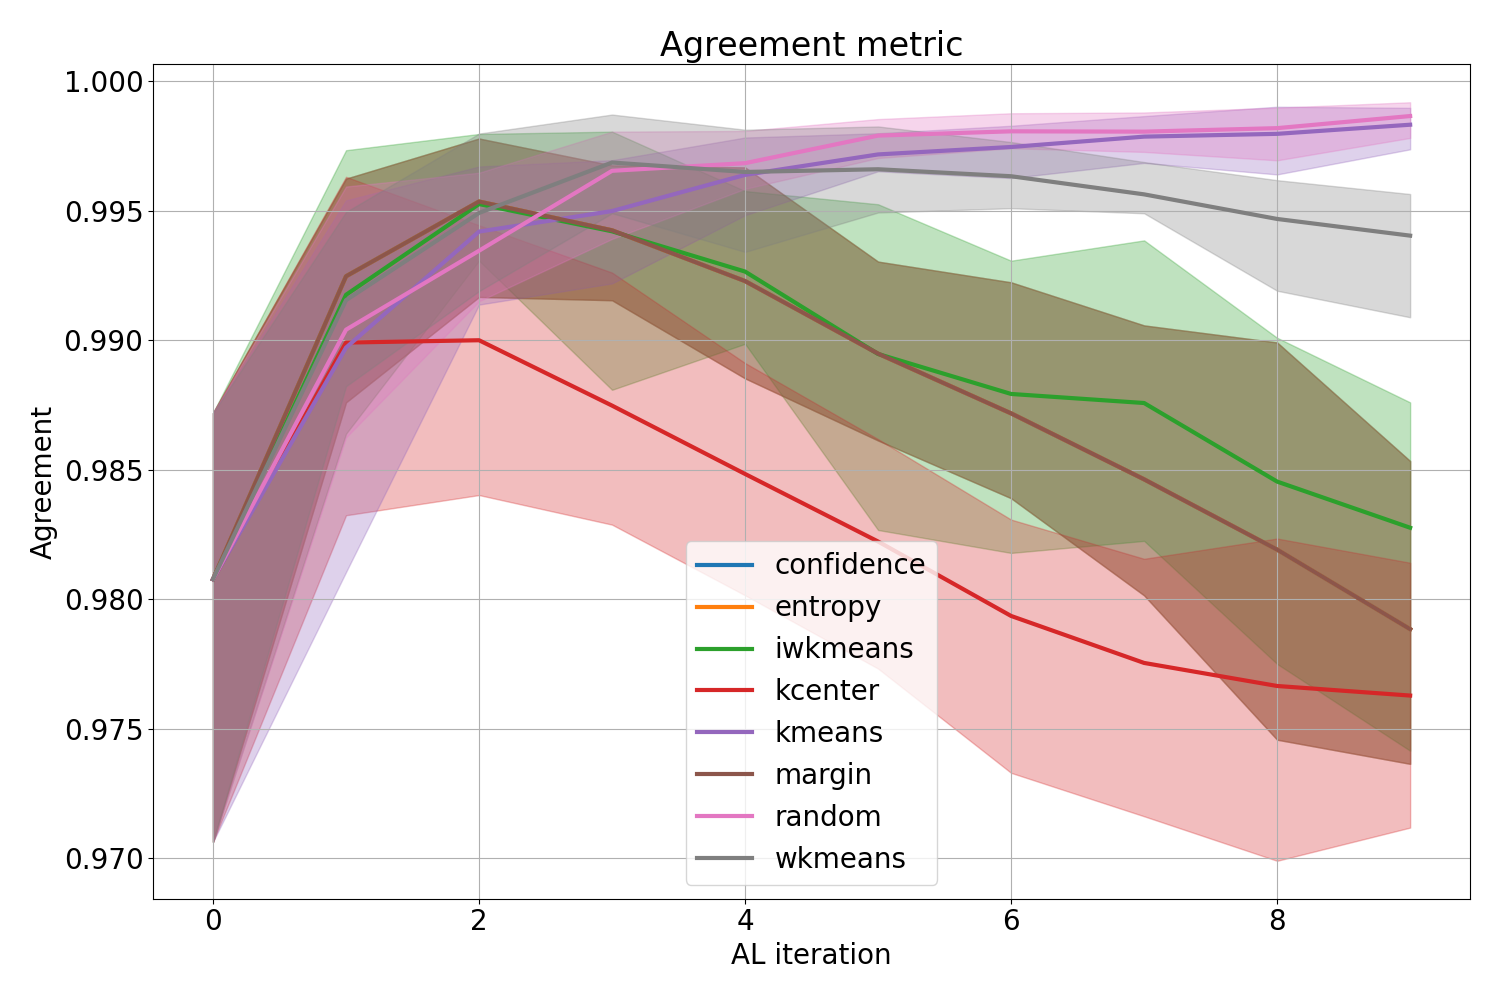 Agreement metric
1.000
0.995
0.990
0.985
0.980
0.975
0.970
Agreement
confidence
entropy
iwkmeans
kcenter
kmeans
margin
random
wkmeans
0 2 4 6 8
AL iteration